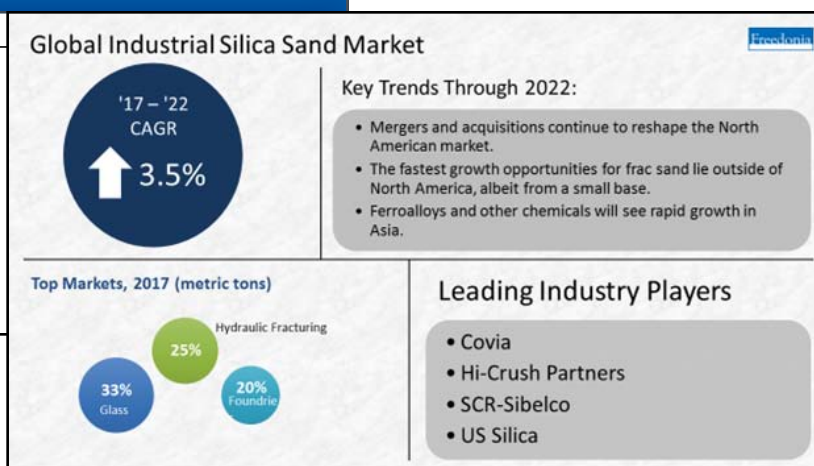 Global Industrial Silica Sand Market
Freedonia
'17 – '22
CAGR
3.5%
Key Trends Through 2022:
• Mergers and acquisitions continue to reshape the North
American market.
• The fastest growth opportunities for frac sand lie outside of
North America, albeit from a small base.
• Ferroalloys and other chemicals will see rapid growth in
Asia.
Top Markets, 2017 (metric tons)
Hydraulic Fracturing
25%
33%
Glass
20%
Foundrie
Leading Industry Players
• Covia
• Hi-Crush Partners
• SCR-Sibelco
• US Silica